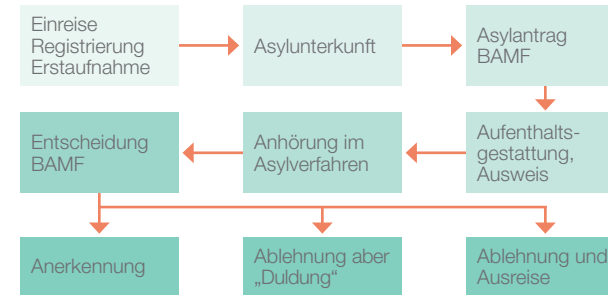 Einreise
Registrierung
Erstaufnahme
Asylunterkunft
Asylantrag
BAMF
Aufenthalts-
gestattung,
Ausweis
Anhörung im
Asylverfahren
Entscheidung
BAMF
Anerkennung
Ablehnung aber
„Duldung“
Ablehnung und
Ausreise